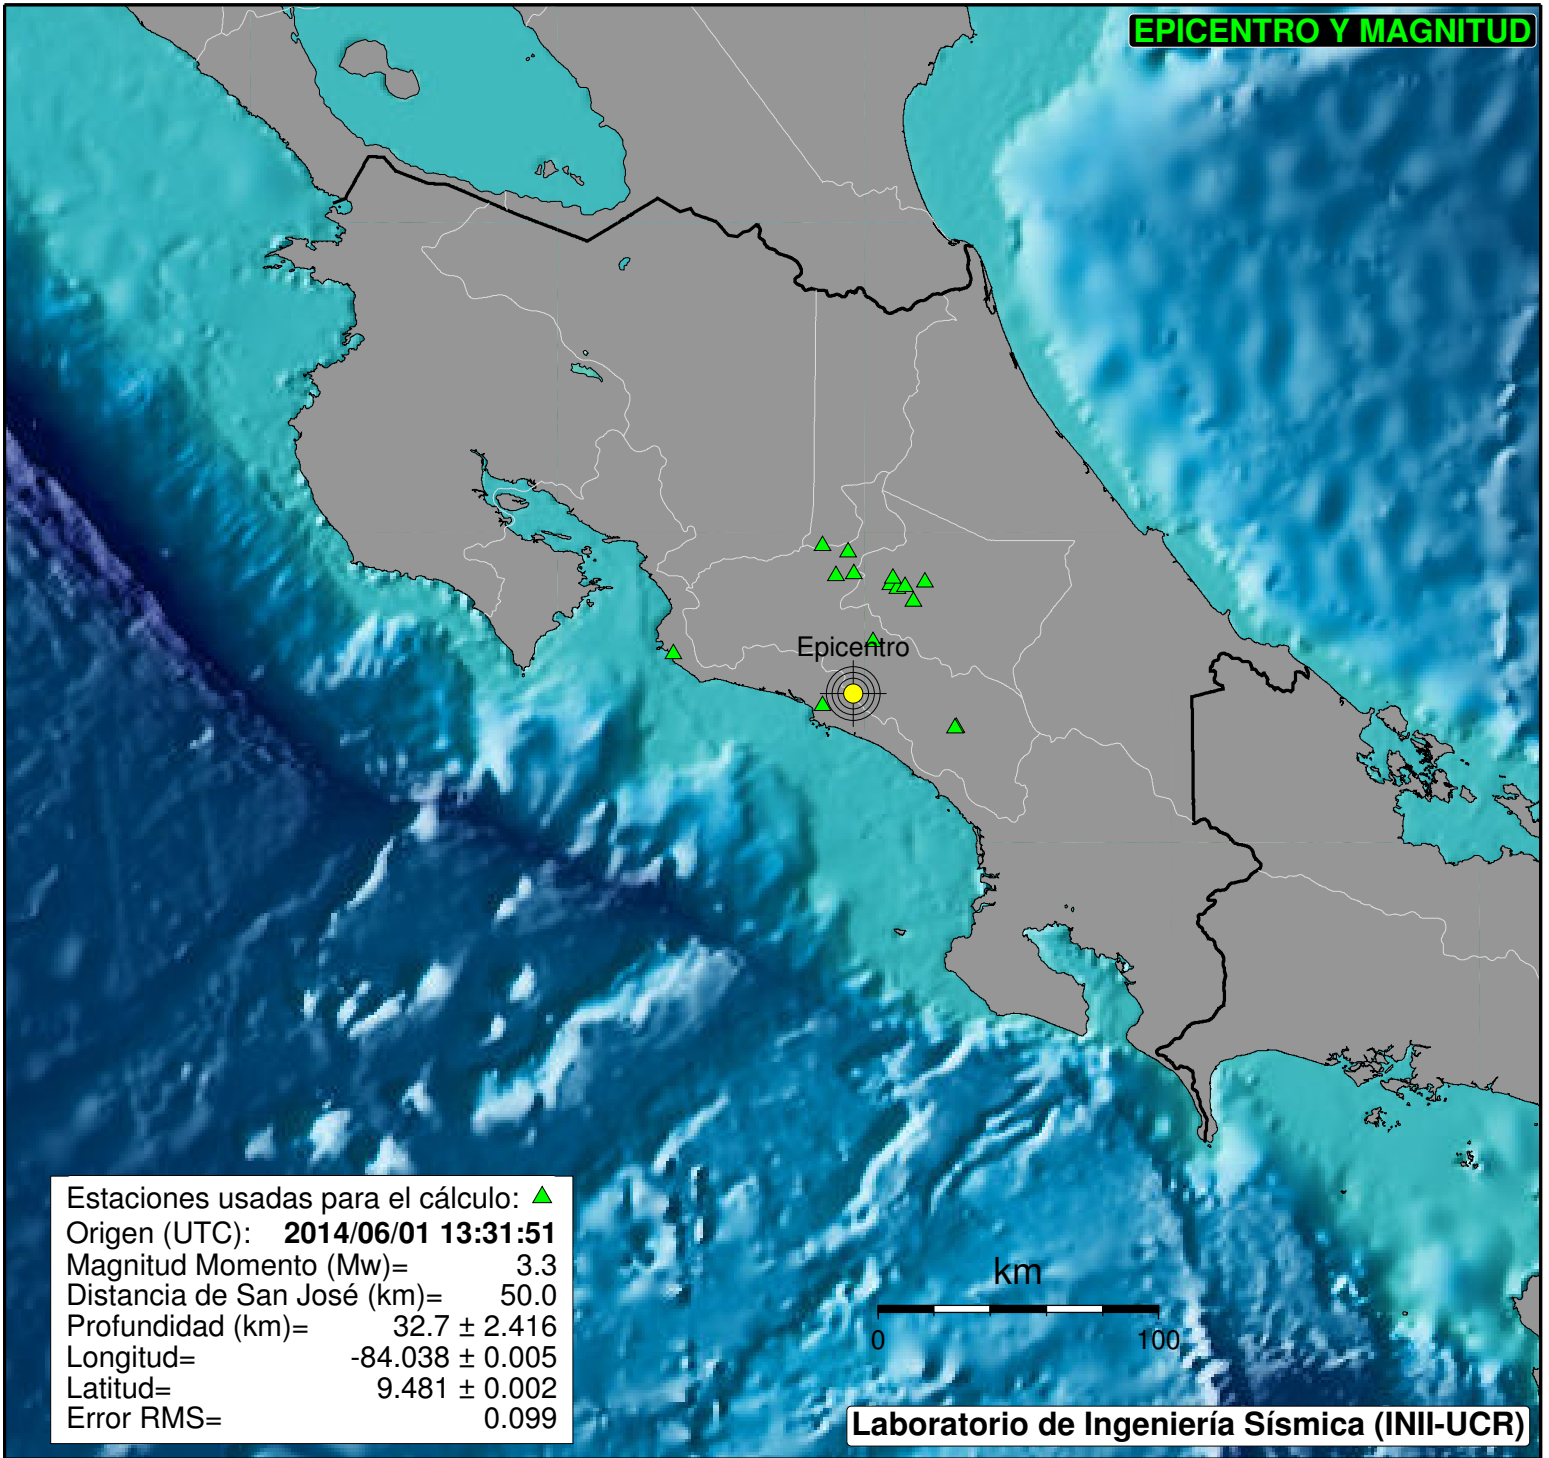 EPICENTRO Y MAGNITUD
Epicentro
Estaciones usadas para el cálculo:
Origen (UTC): 2014/06/01 13:31:51
Magnitud Momento (Mw)= 3.3
Distancia de San José (km)= 50.0
Profundidad (km)= 32.7 ± 2.416
Longitud= -84.038 ± 0.005
Latitud= 9.481 ± 0.002
Error RMS= 0.099
km
0 100
Laboratorio de Ingeniería Sísmica (INII-UCR)